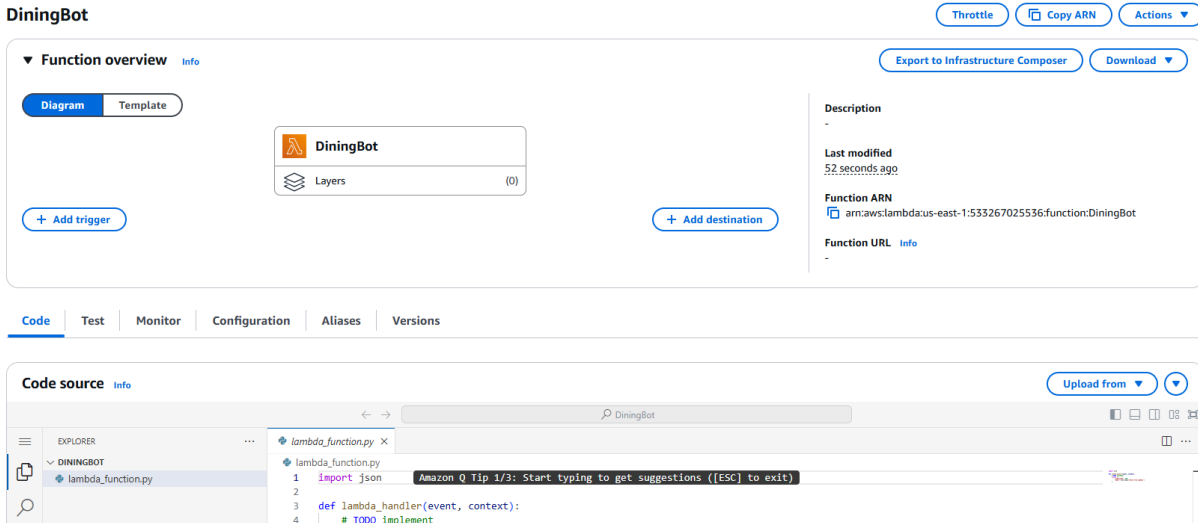 DiningBot
Throttle
Copy ARN
Actions
Function overview Info
Export to Infrastructure Composer
Download
Diagram
Template
DiningBot
Layers
(0)
+ Add trigger
+ Add destination
Description
-
Last modified
52 seconds ago
Function ARN
arn:aws:lambda:us-east-1:533267025536:function:DiningBot
Function URL Info
-
Code
Test
Monitor
Configuration
Aliases
Versions
Code source Info
Upload from
DiningBot
EXPLORER
DININGBOT
lambda_function.py
lambda_function.py
lambda_function.py
1 import json Amazon Q Tip 1/3: Start typing to get suggestions ([ESC] to exit)
2
3 def lambda_handler(event, context):
4 # TODO implement